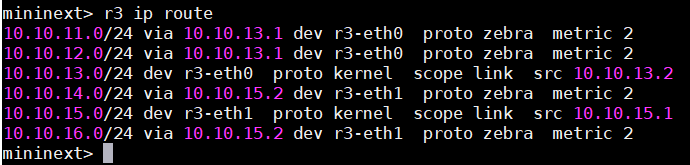 mininext> r3 ip route
10.10.11.0/24 via 10.10.13.1 dev r3-eth0  proto zebra  metric 2
10.10.12.0/24 via 10.10.13.1 dev r3-eth0  proto zebra  metric 2
10.10.13.0/24 dev r3-eth0  proto kernel  scope link  src 10.10.13.2
10.10.14.0/24 via 10.10.15.2 dev r3-eth1  proto zebra  metric 2
10.10.15.0/24 dev r3-eth1  proto kernel  scope link  src 10.10.15.1
10.10.16.0/24 via 10.10.15.2 dev r3-eth1  proto zebra  metric 2
mininext>